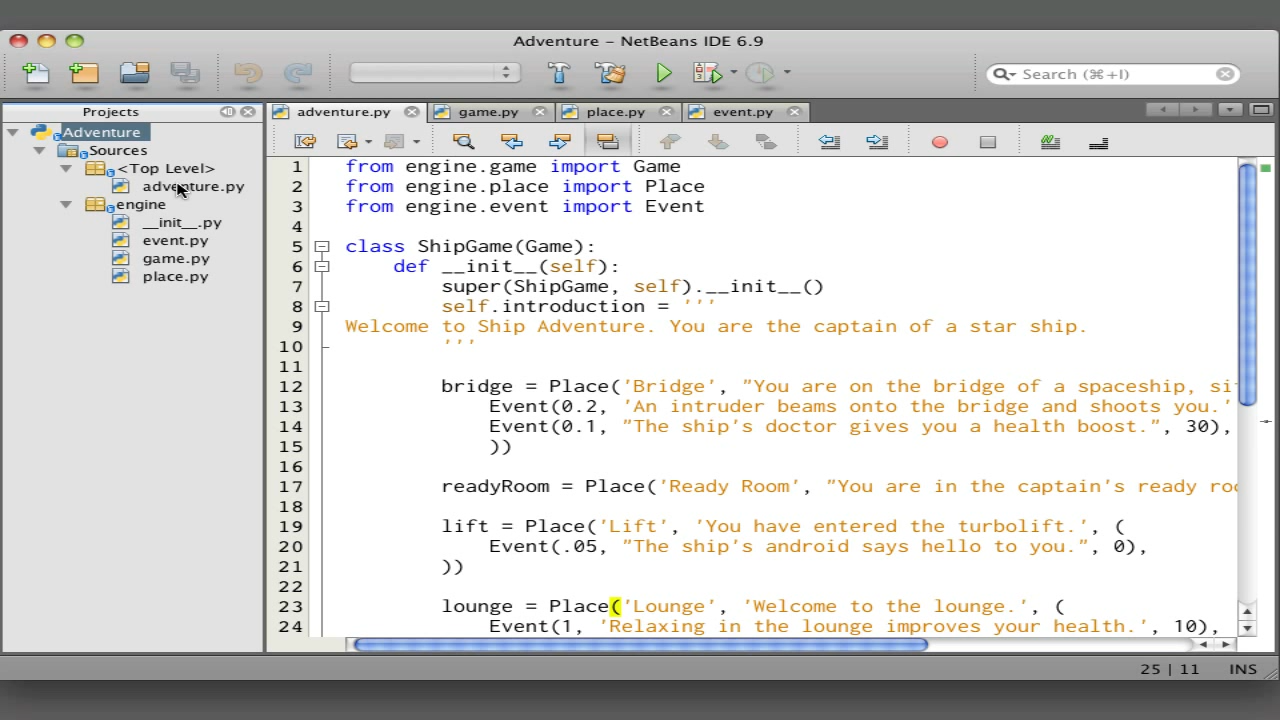 Adventure – NetBeans IDE 6.9
Search (⌘+I)
Projects
adventure.py
game.py
place.py
event.py
Adventure
Sources
<Top Level>
adventure.py
engine
__init__.py
event.py
game.py
place.py
1 from engine.game import Game
2 from engine.place import Place
3 from engine.event import Event
4
5 class ShipGame(Game):
6 def __init__(self):
7 super(ShipGame, self).__init__()
8 self.introduction = '''
9 Welcome to Ship Adventure. You are the captain of a star ship.
10 '''
11
12 bridge = Place('Bridge', "You are on the bridge of a spaceship, si
13 Event(0.2, 'An intruder beams onto the bridge and shoots you.'
14 Event(0.1, "The ship's doctor gives you a health boost.", 30),
15 ))
16
17 readyRoom = Place('Ready Room', "You are in the captain's ready roo
18
19 lift = Place('Lift', 'You have entered the turbolift.', (
20 Event(.05, "The ship's android says hello to you.", 0),
21 ))
22
23 lounge = Place('Lounge', 'Welcome to the lounge.', (
24 Event(1, 'Relaxing in the lounge improves your health.', 10),
25 | 11 INS